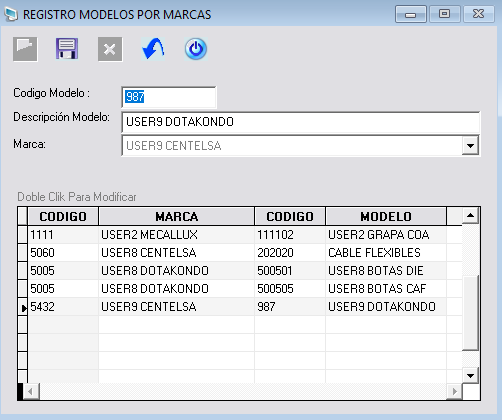 REGISTRO MODELOS POR MARCAS
Codigo Modelo : 987
Descripción Modelo: USER9 DOTAKONDO
Marca: USER9 CENTELSA
Doble Clik Para Modificar
CODIGO MARCA CODIGO MODELO
1111 USER2 MECALLUX 111102 USER2 GRAPA COA
5060 USER8 CENTELSA 202020 CABLE FLEXIBLES
5005 USER8 DOTAKONDO 500501 USER8 BOTAS DIE
5005 USER8 DOTAKONDO 500505 USER8 BOTAS CAF
5432 USER9 CENTELSA 987 USER9 DOTAKONDO